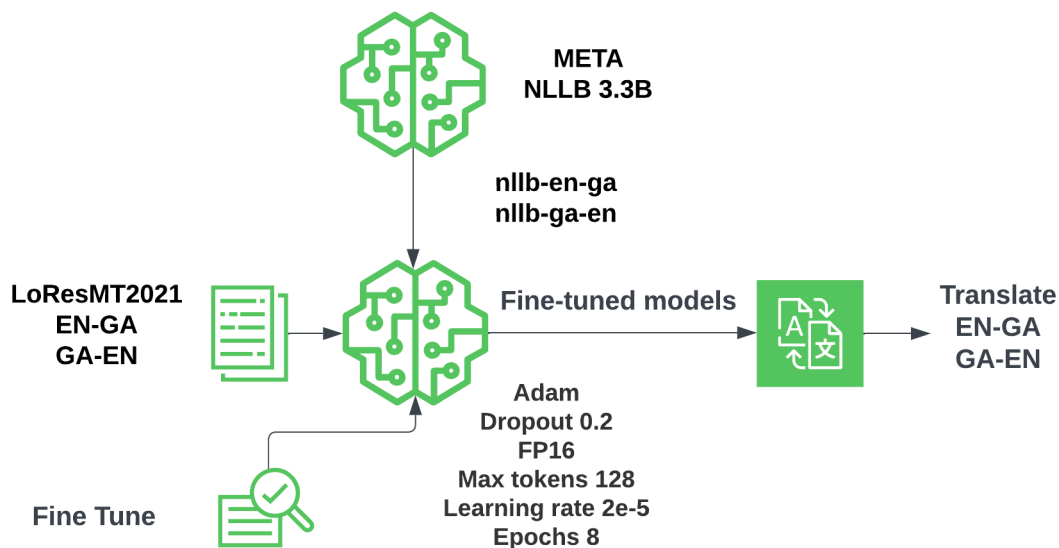 META
NLLB 3.3B
nllb-en-ga
nllb-ga-en
LoResMT2021
EN-GA
GA-EN
Fine-tuned models
A
文
Translate
EN-GA
GA-EN
Adam
Dropout 0.2
FP16
Max tokens 128
Learning rate 2e-5
Epochs 8
Fine Tune